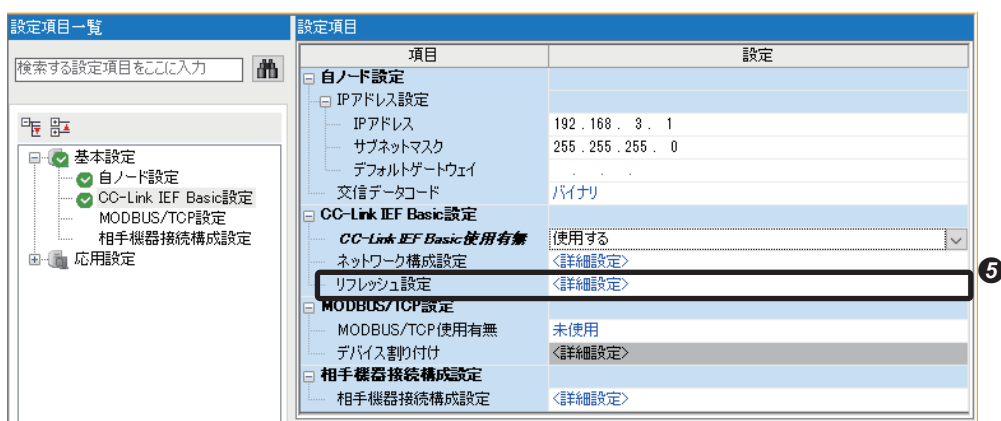 設定項目一覧
検索する設定項目をここに入力
基本設定
自ノード設定
CC-Link IEF Basic設定
MODBUS/TCP設定
相手機器接続構成設定
応用設定
設定項目
項目 設定
自ノード設定
IPアドレス設定
IPアドレス 192 . 168 . 3 . 1
サブネットマスク 255 . 255 . 255 . 0
デフォルトゲートウェイ . . .
交信データコード バイナリ
CC-Link IEF Basic設定
CC-Link IEF Basic使用有無 使用する
ネットワーク構成設定 <詳細設定>
リフレッシュ設定 <詳細設定>
❺
MODBUS/TCP設定
MODBUS/TCP使用有無 未使用
デバイス割り付け <詳細設定>
相手機器接続構成設定
相手機器接続構成設定 <詳細設定>